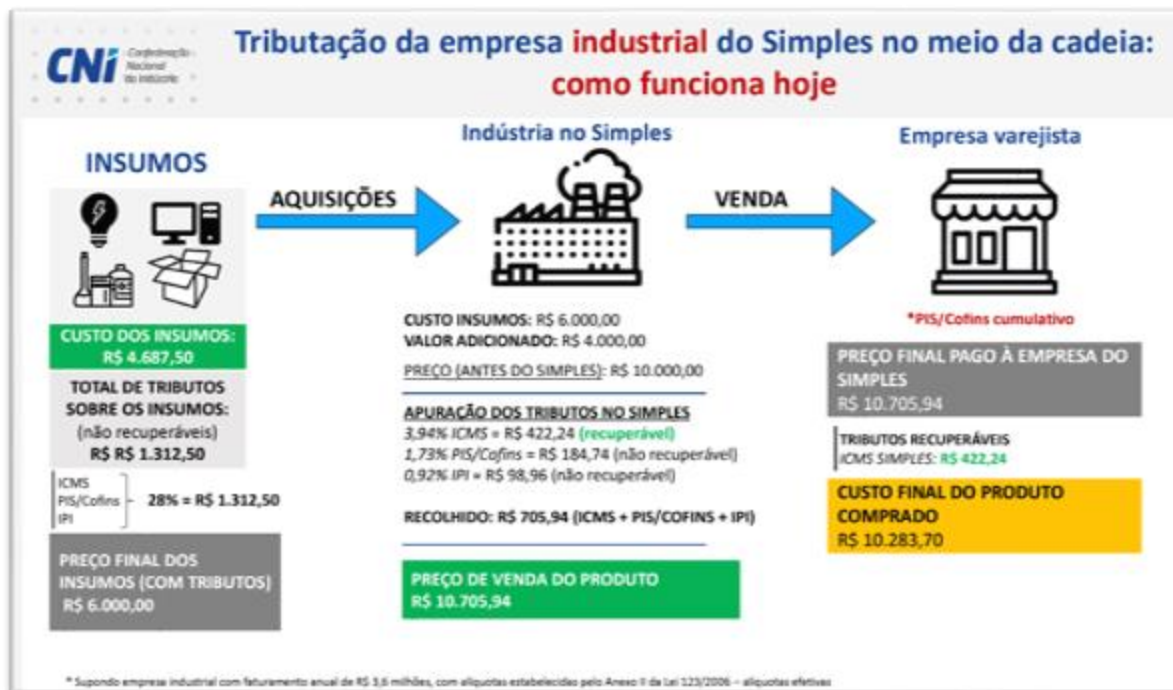 CNI Confederação
Nacional
da Indústria
Tributação da empresa industrial do Simples no meio da cadeia:
como funciona hoje
INSUMOS
AQUISIÇÕES
Indústria no Simples
VENDA
Empresa varejista
CUSTO DOS INSUMOS:
R$ 4.687,50
TOTAL DE TRIBUTOS
SOBRE OS INSUMOS:
(não recuperáveis)
R$ R$ 1.312,50
ICMS
PIS/Cofins
IPI
28% = R$ 1.312,50
PREÇO FINAL DOS
INSUMOS (COM TRIBUTOS)
R$ 6.000,00
CUSTO INSUMOS: R$ 6.000,00
VALOR ADICIONADO: R$ 4.000,00
PREÇO (ANTES DO SIMPLES): R$ 10.000,00
APURAÇÃO DOS TRIBUTOS NO SIMPLES
3,94% ICMS = R$ 422,24 (recuperável)
1,73% PIS/Cofins = R$ 184,74 (não recuperável)
0,92% IPI = R$ 98,96 (não recuperável)
RECOLHIDO: R$ 705,94 (ICMS + PIS/COFINS + IPI)
PREÇO DE VENDA DO PRODUTO
R$ 10.705,94
*PIS/Cofins cumulativo
PREÇO FINAL PAGO À EMPRESA DO
SIMPLES
R$ 10.705,94
TRIBUTOS RECUPERÁVEIS
ICMS SIMPLES: R$ 422,24
CUSTO FINAL DO PRODUTO
COMPRADO
R$ 10.283,70
* Supondo empresa industrial com faturamento anual de R$ 3,6 milhões, com alíquotas estabelecidas pelo Anexo II da Lei 123/2006 – alíquotas efetivas